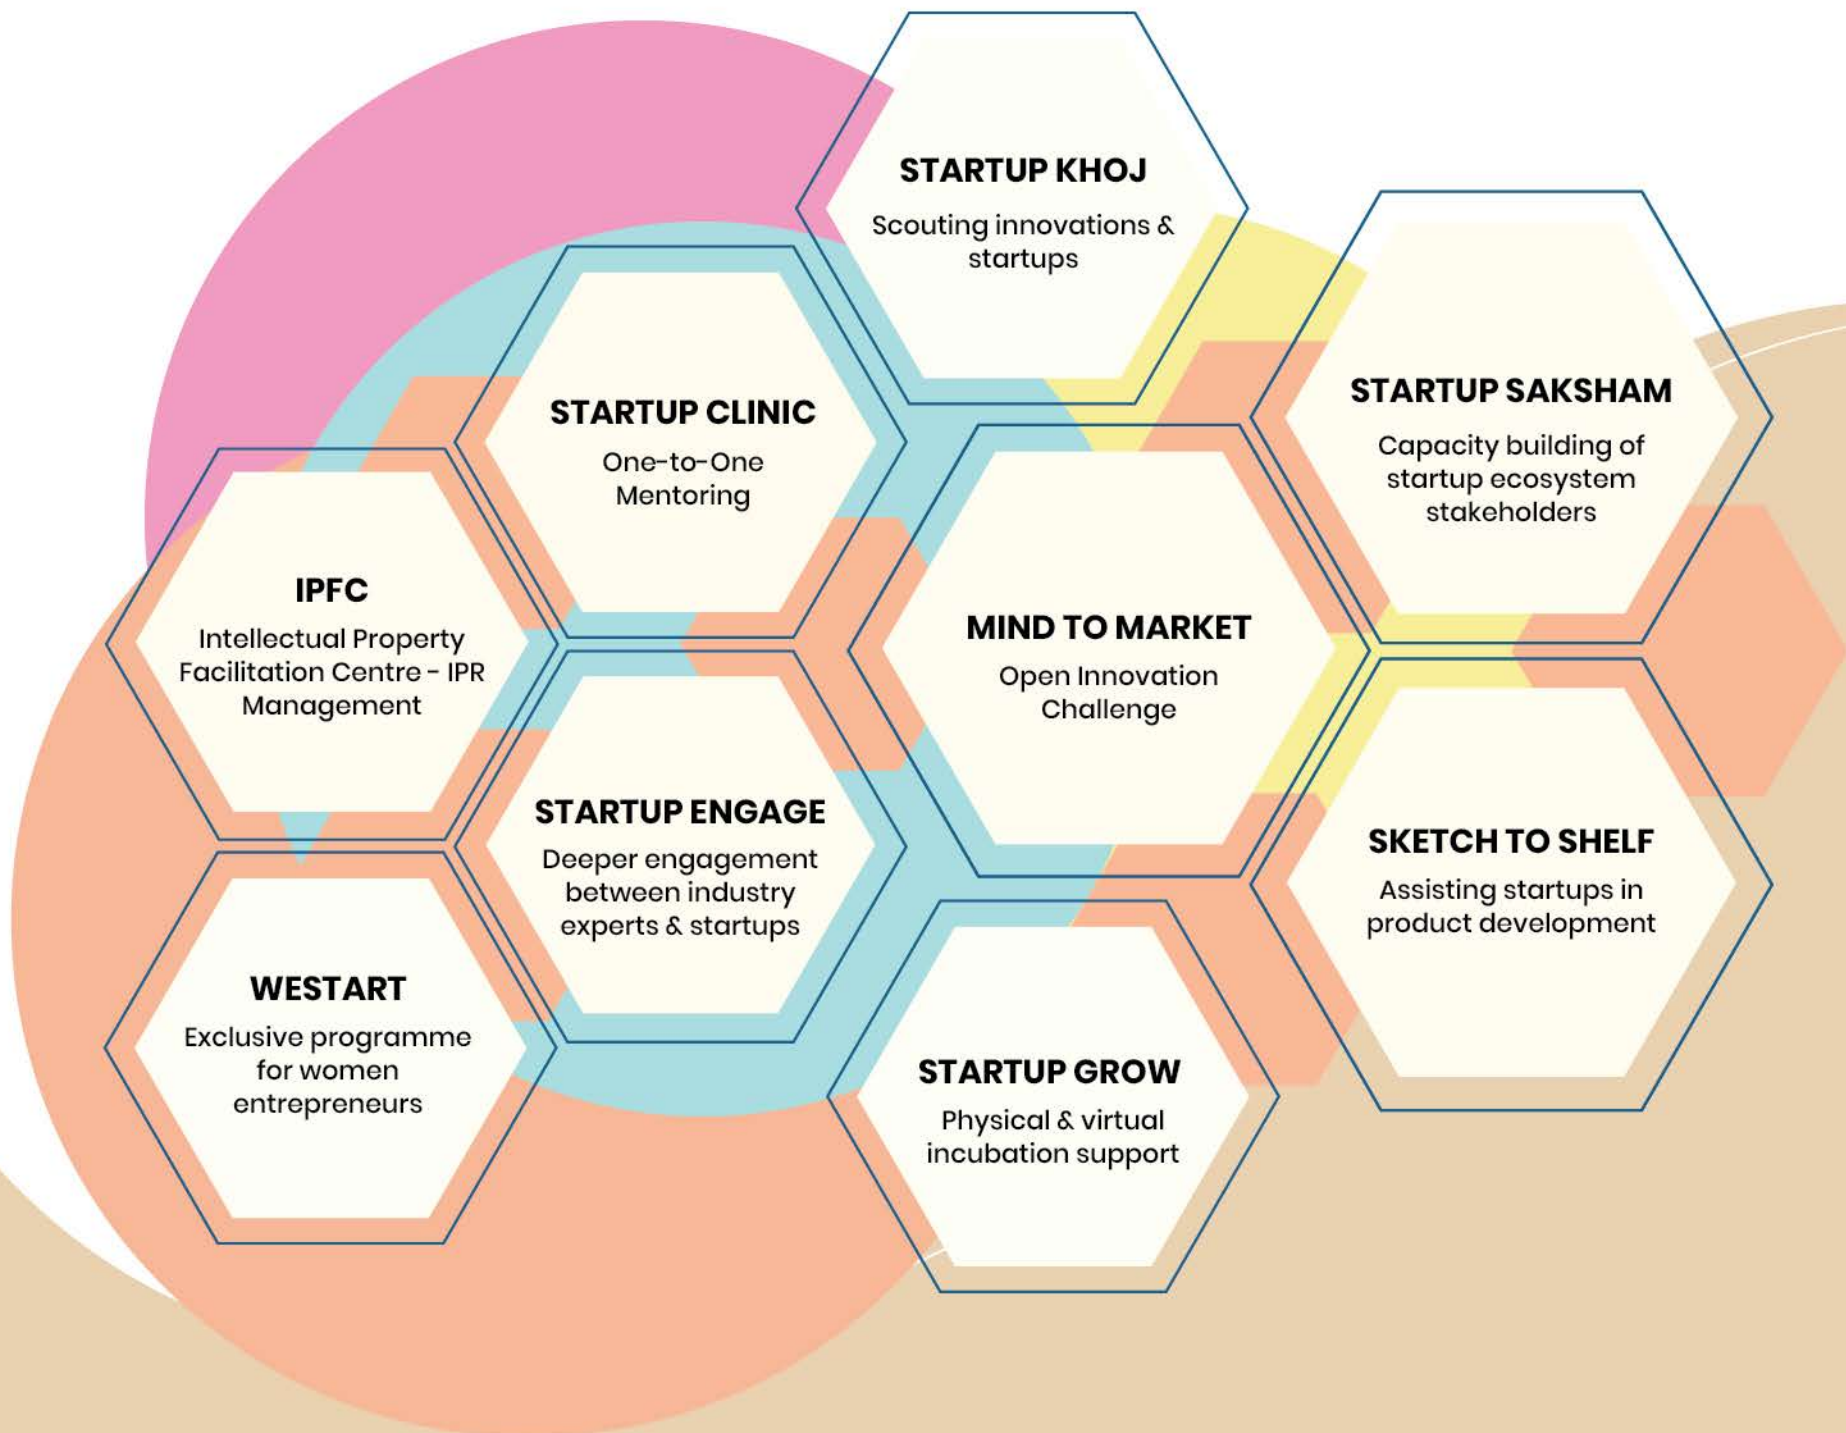 STARTUP KHOJ
Scouting innovations &
startups
STARTUP SAKSHAM
Capacity building of
startup ecosystem
stakeholders
STARTUP CLINIC
One-to-One
Mentoring
IPFC
Intellectual Property
Facilitation Centre - IPR
Management
MIND TO MARKET
Open Innovation
Challenge
STARTUP ENGAGE
Deeper engagement
between industry
experts & startups
SKETCH TO SHELF
Assisting startups in
product development
WESTART
Exclusive programme
for women
entrepreneurs
STARTUP GROW
Physical & virtual
incubation support